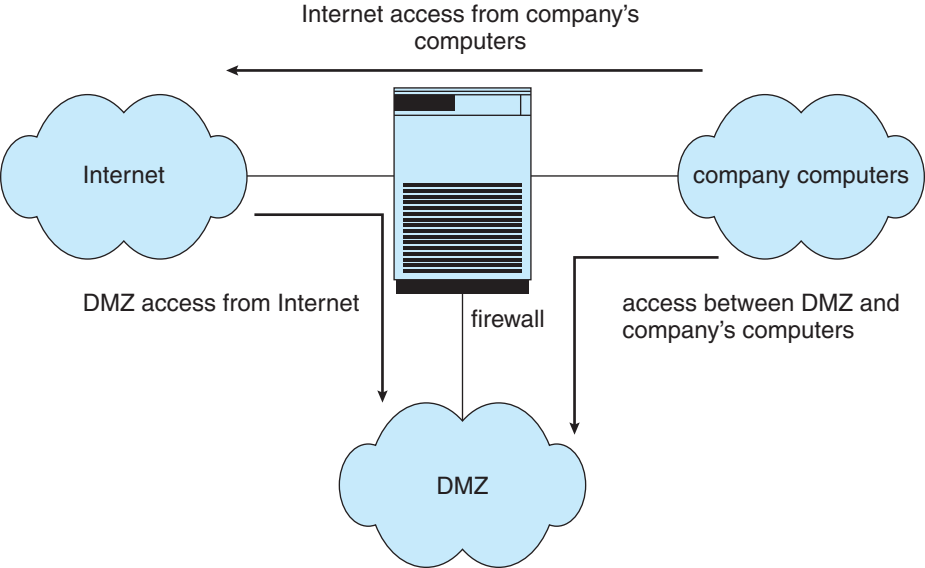 Internet access from company's
computers
Internet
company computers
DMZ access from Internet
firewall
access between DMZ and
company's computers
DMZ